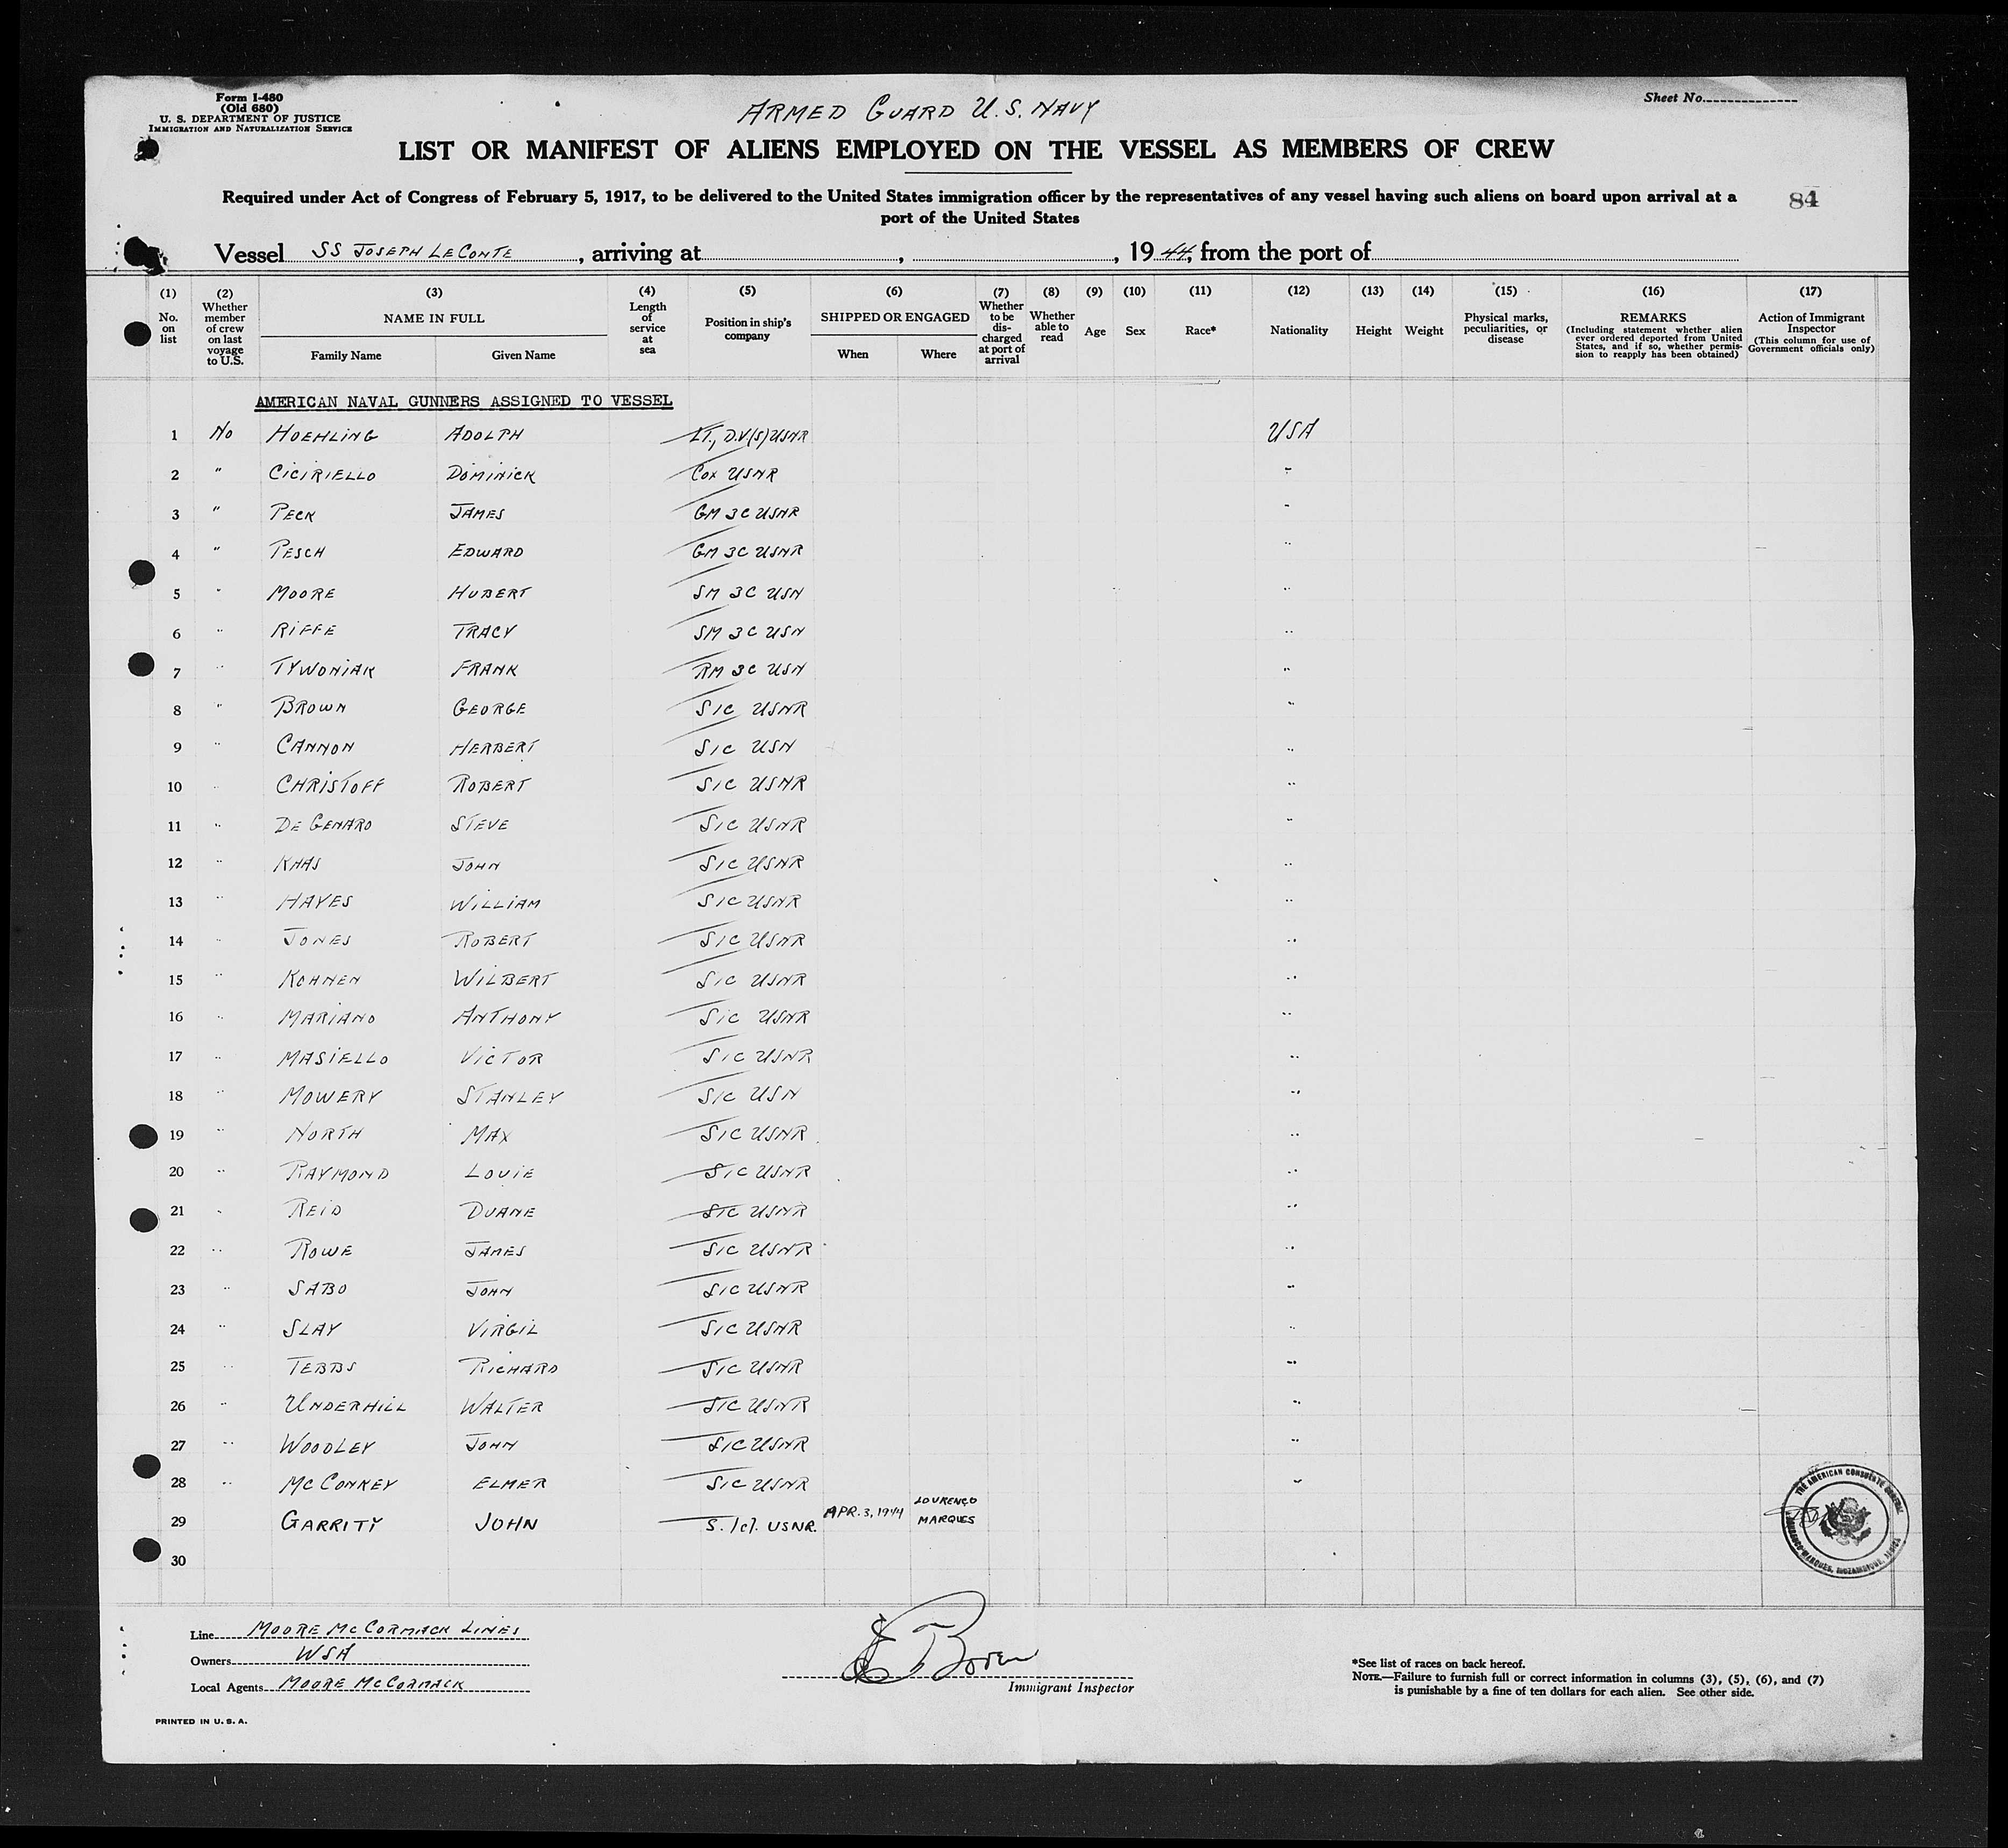 Form I-480
(Old 680)
U. S. DEPARTMENT OF JUSTICE
IMMIGRATION AND NATURALIZATION SERVICE
ARMED GUARD U.S. NAVY
Sheet No.
LIST OR MANIFEST OF ALIENS EMPLOYED ON THE VESSEL AS MEMBERS OF CREW
Required under Act of Congress of February 5, 1917, to be delivered to the United States immigration officer by the representatives of any vessel having such aliens on board upon arrival at a
port of the United States
84
Vessel SS JOSEPH LECONTE, arriving at , , 1944, from the port of
(1) No. on list
(2) Whether member of crew on last voyage to U.S.
(3) NAME IN FULL
Family Name Given Name
(4) Length of service at sea
(5) Position in ship's company
(6) SHIPPED OR ENGAGED
When Where
(7) Whether to be discharged at port of arrival
(8) Whether able to read
(9) Age
(10) Sex
(11) Race*
(12) Nationality
(13) Height
(14) Weight
(15) Physical marks, peculiarities, or disease
(16) REMARKS
(Including statement whether alien ever ordered deported from United States, and if so, whether permission to reapply has been obtained)
(17) Action of Immigrant Inspector
(This column for use of Government officials only)
AMERICAN NAVAL GUNNERS ASSIGNED TO VESSEL
1 No HOEHLING ADOLPH LT., D.V(S) USNR USA
2 " CICIRIELLO DOMINICK COX USNR "
3 " PECK JAMES GM 3C USNR "
4 " PESCH EDWARD GM 3C USNR "
5 " MOORE HUBERT SM 3C USN "
6 " RIFFE TRACY SM 3C USN "
7 " TYWONIAK FRANK RM 3C USN "
8 " BROWN GEORGE S1C USNR "
9 " CANNON HERBERT S1C USN "
10 " CHRISTOFF ROBERT S1C USNR "
11 " DE GENARO STEVE S1C USNR "
12 " KNAS JOHN S1C USNR "
13 " HAYES WILLIAM S1C USNR "
14 " JONES ROBERT S1C USNR "
15 " KOHNEN WILBERT S1C USNR "
16 " MARIANO ANTHONY S1C USNR "
17 " MASIELLO VICTOR S1C USNR "
18 " MOWERY STANLEY S1C USN "
19 " NORTH MAX S1C USNR "
20 " RAYMOND LOUIE S1C USNR "
21 " REID DUANE S1C USNR "
22 " ROWE JAMES S1C USNR "
23 " SABO JOHN S1C USNR "
24 " SLAY VIRGIL S1C USNR "
25 " TEBBS RICHARD S1C USNR "
26 " UNDERHILL WALTER S1C USNR "
27 " WOODLEY JOHN S1C USNR "
28 " MCCONKEY ELMER S1C USNR "
29 GARRITY JOHN S. 1cl. USNR. APR. 3, 1944 LOURENCO MARQUES
30
THE AMERICAN CONSULATE GENERAL
LOURENCO MARQUES, MOZAMBIQUE, AFRICA
Line MOORE MCCORMACK LINES
Owners WSA
Local Agents MOORE MCCORMACK
Immigrant Inspector
*See list of races on back hereof.
NOTE.—Failure to furnish full or correct information in columns (3), (5), (6), and (7)
is punishable by a fine of ten dollars for each alien. See other side.
PRINTED IN U. S. A.